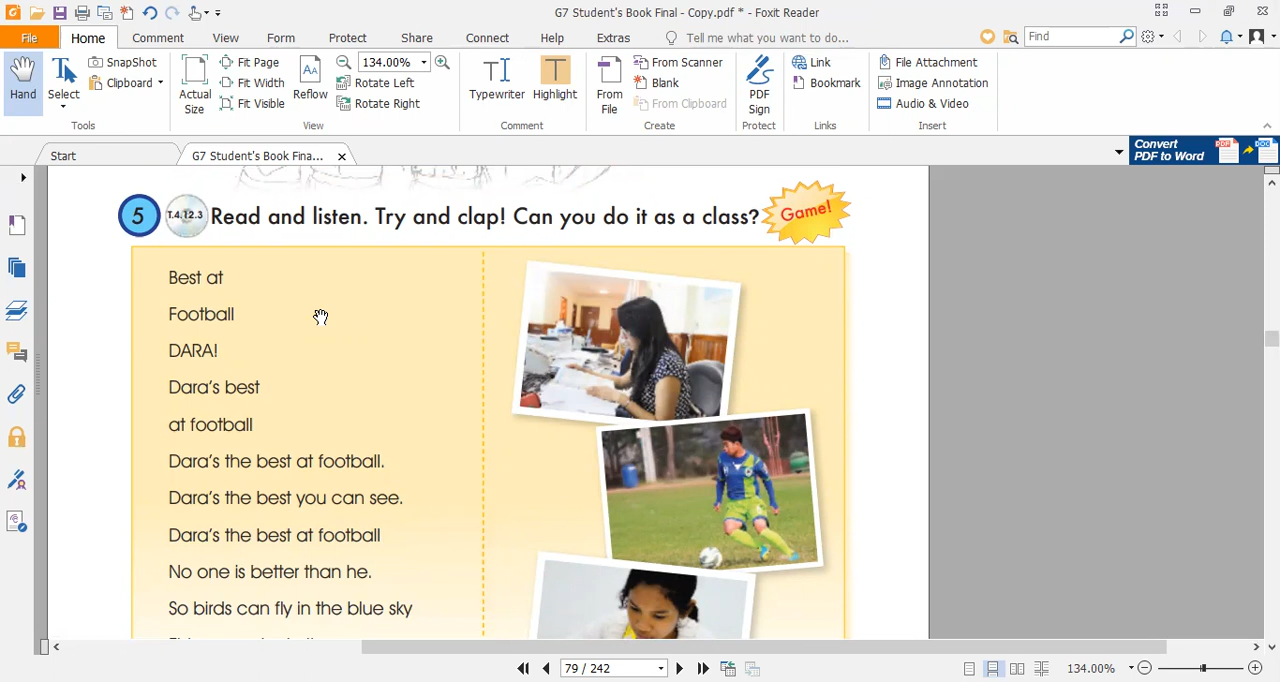 G7 Student's Book Final - Copy.pdf * - Foxit Reader
File Home Comment View Form Protect Share Connect Help Extras Tell me what you want to do... Find
Hand
Select
SnapShot
Clipboard
Tools
Actual Size
Fit Page
Fit Width
Fit Visible
Reflow
134.00%
Rotate Left
Rotate Right
View
Typewriter
Highlight
Comment
From File
From Scanner
Blank
From Clipboard
Create
PDF Sign
Protect
Link
Bookmark
Links
File Attachment
Image Annotation
Audio & Video
Insert
Start
G7 Student's Book Fina...
Convert
PDF to Word
5 T.4.12.3 Read and listen. Try and clap! Can you do it as a class? Game!
Best at
Football
DARA!
Dara's best
at football
Dara's the best at football.
Dara's the best you can see.
Dara's the best at football
No one is better than he.
So birds can fly in the blue sky
79 / 242
134.00%